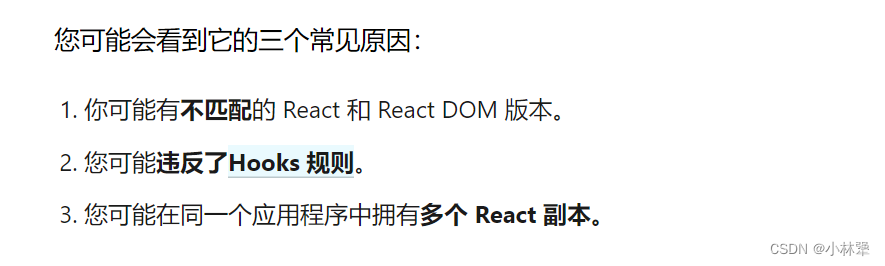 您可能会看到它的三个常见原因：
1. 你可能有不匹配的 React 和 React DOM 版本。
2. 您可能违反了Hooks 规则。
3. 您可能在同一个应用程序中拥有多个 React 副本。
CSDN @小林犟